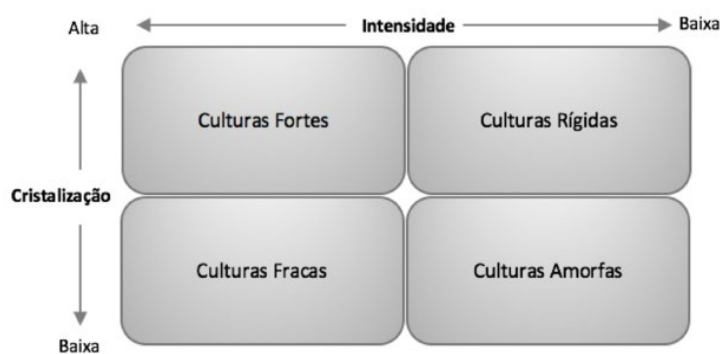 Alta
Intensidade
Baixa
Culturas Fortes
Culturas Rígidas
Cristalização
Culturas Fracas
Culturas Amorfas
Baixa